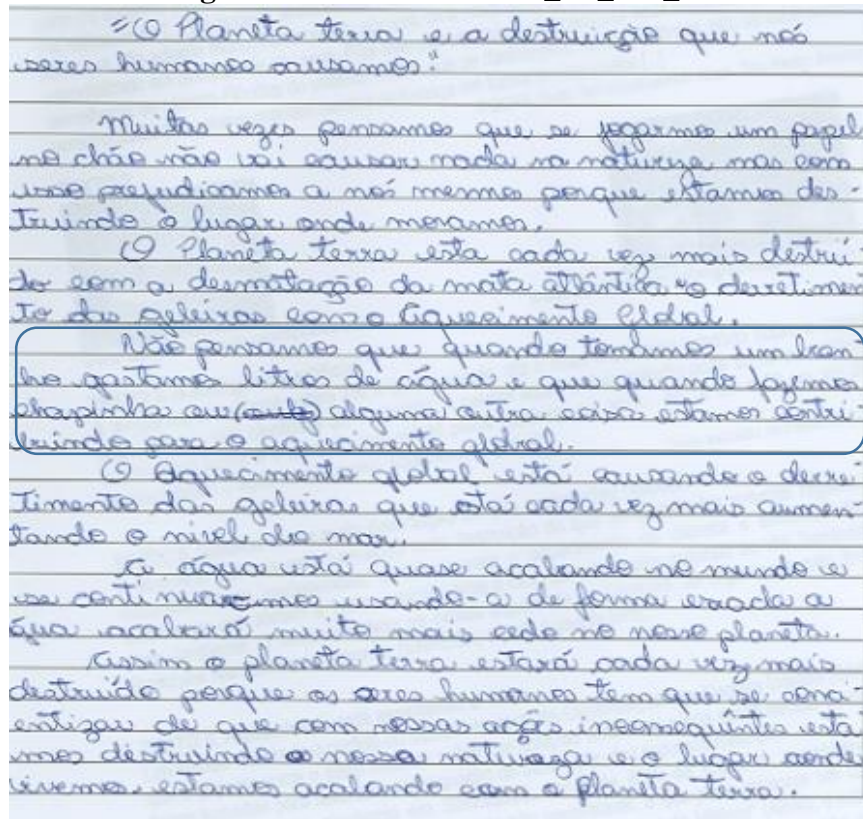 "O Planeta terra e a destruição que nós
seres humanos causamos."
Muitas vezes pensamos que se jogarmos um papel
no chão não vai causar nada na natureza mas com
isso prejudicamos a nós mesmos porque estamos des-
truindo o lugar onde moramos.
O Planeta terra esta cada vez mais destrui-
do com a desmatação da mata atlântica "o derretimen
to das geleiras com o Aquecimento Global.
Não pensamos que quando tomamos um ban
ho gastamos litros de água e que quando fazemos
chapinha ou () alguma outra coisa estamos contri
buindo para o aquecimento global.
O Aquecimento global está causando o derre
timento das geleiras que está cada vez mais aumen
tando o nivel do mar.
A água está quase acabando no mundo e
se continuarmos usando-a de forma errada a
água acabará muito mais cedo no nosso planeta.
Assim o planeta terra estará cada vez mais
destruído porque os seres humanos tem que se consi
entizar de que com nossas ações inconsequêntes esta
mos destruindo a nossa natureza e o lugar aonde
vivemos, estamos acabando com o Planeta terra.